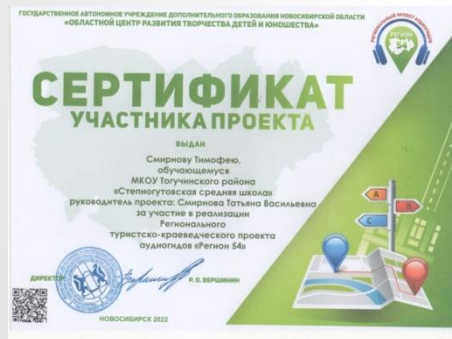 ГОСУДАРСТВЕННОЕ АВТОНОМНОЕ УЧРЕЖДЕНИЕ ДОПОЛНИТЕЛЬНОГО ОБРАЗОВАНИЯ НОВОСИБИРСКОЙ ОБЛАСТИ
«ОБЛАСТНОЙ ЦЕНТР РАЗВИТИЯ ТВОРЧЕСТВА ДЕТЕЙ И ЮНОШЕСТВА»
РЕГИОН
54
СЕРТИФИКАТ
УЧАСТНИКА ПРОЕКТА
ВЫДАН
Смирнову Тимофею,
обучающемуся
МКОУ Тогучинского района
«Степногутовская средняя школа»
руководитель проекта: Смирнова Татьяна Васильевна
за участие в реализации
Регионального
туристско-краеведческого проекта
аудиогидов «Регион 54»
A
B
C
ДИРЕКТОР
Р. О. ВЕРШИНИН
НОВОСИБИРСК 2022